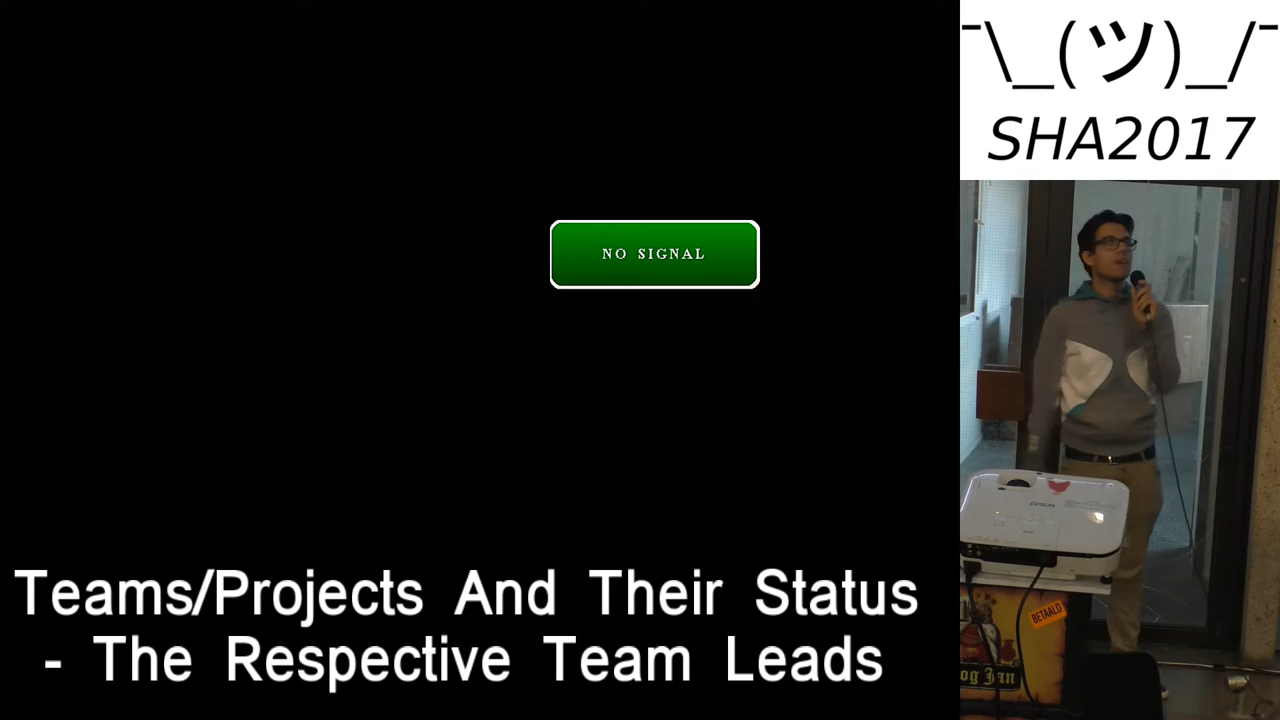 ¯\_(ツ)_/¯
SHA2017
NO SIGNAL
EPSON
BETAALD
Teams/Projects And Their Status
- The Respective Team Leads